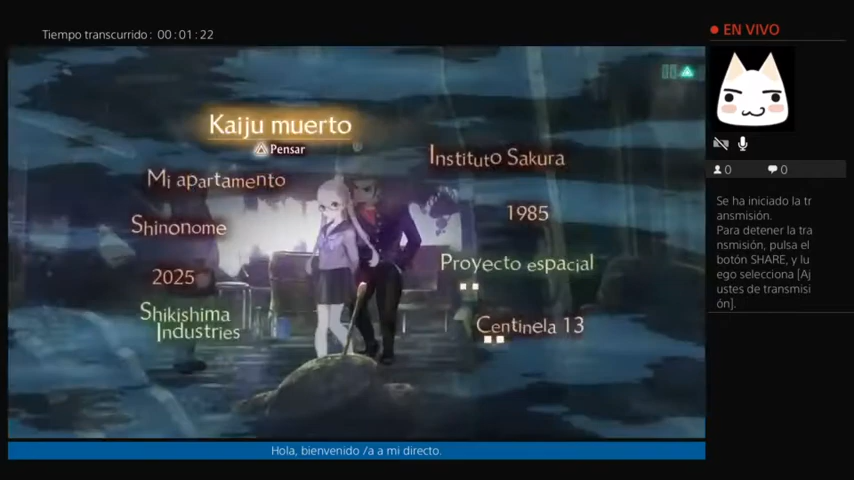 Tiempo transcurrido: 00:01:22
EN VIVO
Kaiju muerto
Pensar
Mi apartamento
Instituto Sakura
Shinonome
1985
2025
Proyecto espacial
Shikishima
Industries
Centinela 13
0
0
Se ha iniciado la tr
ansmisión.
Para detener la tra
nsmisión, pulsa el
botón SHARE, y lu
ego selecciona [Aj
ustes de transmisi
ón].
Hola, bienvenido /a a mi directo.